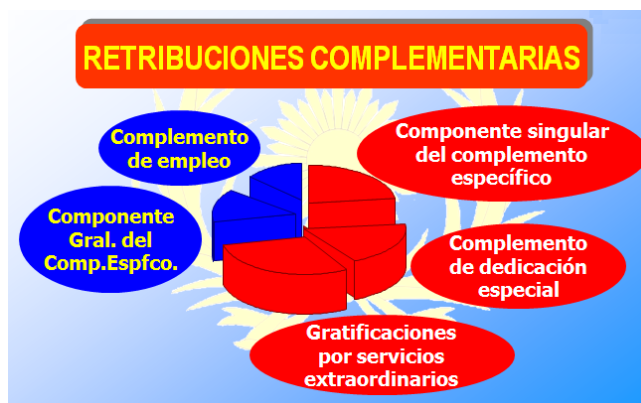 RETRIBUCIONES COMPLEMENTARIAS
Complemento
de empleo
Componente singular
del complemento
específico
Componente
Gral. del
Comp.Espfco.
Complemento
de dedicación
especial
Gratificaciones
por servicios
extraordinarios